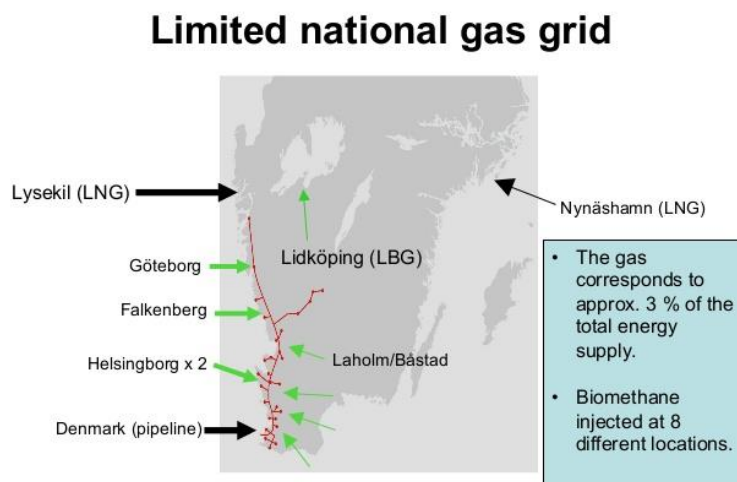 Limited national gas grid
Lysekil (LNG)
Nynäshamn (LNG)
Lidköping (LBG)
Göteborg
Falkenberg
Laholm/Båstad
Helsingborg x 2
Denmark (pipeline)
• The gas
corresponds to
approx. 3 % of the
total energy
supply.
• Biomethane
injected at 8
different locations.